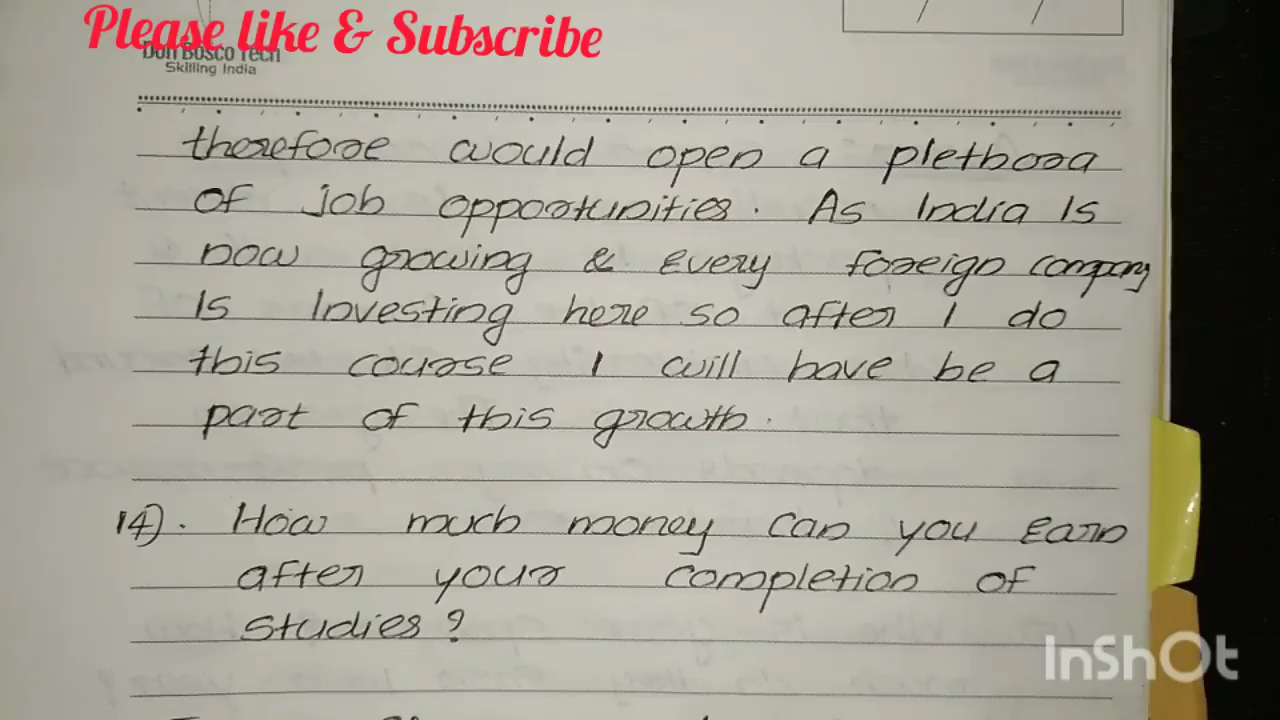 Please like & Subscribe
Don Bosco Tech
Skilling India
therefore would open a plethora
of job opportunities. As India is
now growing & every foreign company
is investing here so after I do
this course I will have be a
part of this growth.
14). How much money can you earn
after your completion of
studies?
InShOt